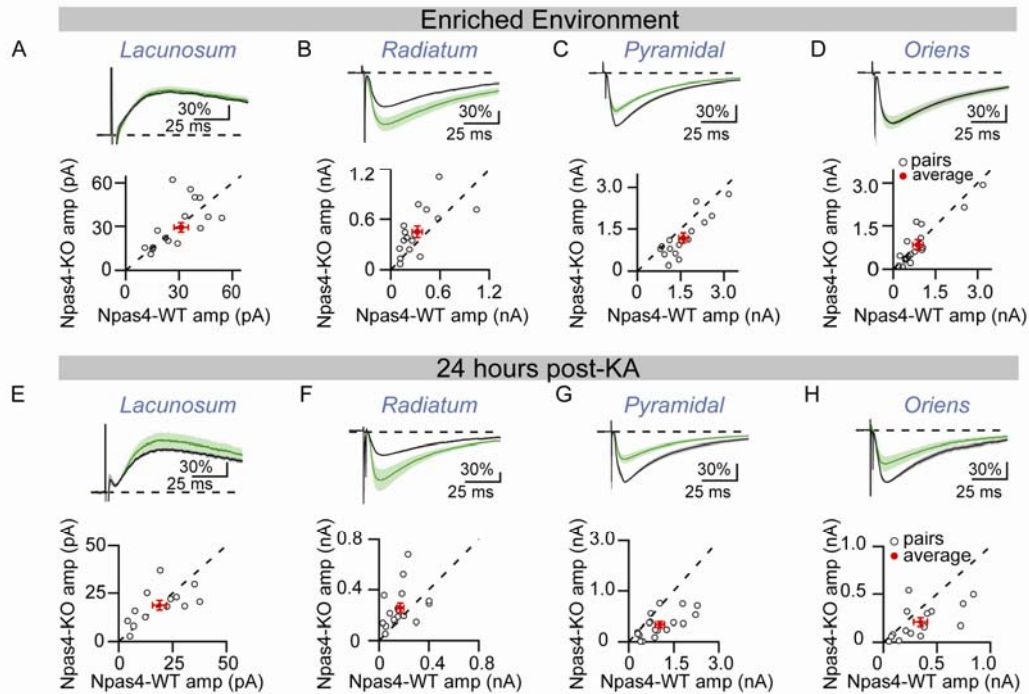 Enriched Environment
A
Lacunosum
30%
25 ms
Npas4-KO amp (pA)
60
30
0
0
30
60
Npas4-WT amp (pA)
B
Radiatum
30%
25 ms
Npas4-KO amp (nA)
1.2
0.6
0
0
0.6
1.2
Npas4-WT amp (nA)
C
Pyramidal
30%
25 ms
Npas4-KO amp (nA)
3.0
1.5
0
0
1.5
3.0
Npas4-WT amp (nA)
D
Oriens
30%
25 ms
pairs
average
Npas4-KO amp (nA)
3.0
1.5
0
0
1.5
3.0
Npas4-WT amp (nA)
24 hours post-KA
E
Lacunosum
30%
25 ms
Npas4-KO amp (pA)
50
25
0
0
25
50
Npas4-WT amp (pA)
F
Radiatum
30%
25 ms
Npas4-KO amp (nA)
0.8
0.4
0
0
0.4
0.8
Npas4-WT amp (nA)
G
Pyramidal
30%
25 ms
Npas4-KO amp (nA)
3.0
1.0
0
0
1.0
3.0
Npas4-WT amp (nA)
H
Oriens
30%
25 ms
pairs
average
Npas4-KO amp (nA)
1.0
0.5
0
0
0.5
1.0
Npas4-WT amp (nA)